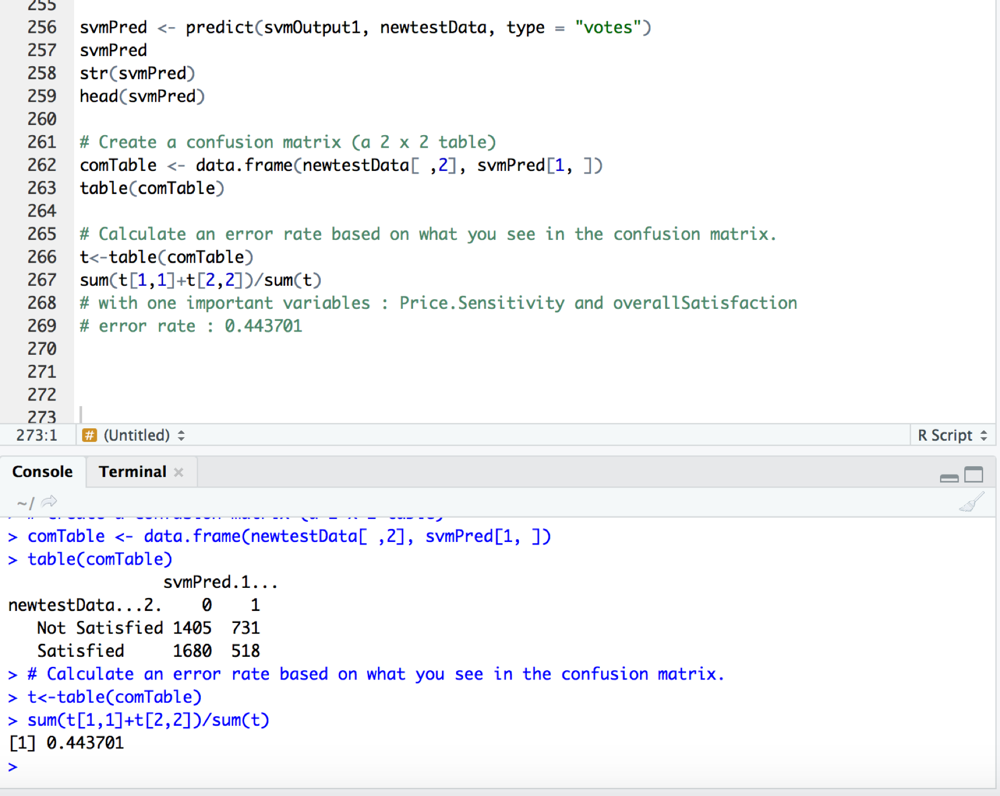 255
256 svmPred <- predict(svmOutput1, newtestData, type = "votes")
257 svmPred
258 str(svmPred)
259 head(svmPred)
260
261 # Create a confusion matrix (a 2 x 2 table)
262 comTable <- data.frame(newtestData[ ,2], svmPred[1, ])
263 table(comTable)
264
265 # Calculate an error rate based on what you see in the confusion matrix.
266 t<-table(comTable)
267 sum(t[1,1]+t[2,2])/sum(t)
268 # with one important variables : Price.Sensitivity and overallSatisfaction
269 # error rate : 0.443701
270
271
272
273
273:1 # (Untitled) R Script
Console Terminal
~/
> # Create a confusion matrix (a 2 x 2 table)
> comTable <- data.frame(newtestData[ ,2], svmPred[1, ])
> table(comTable)
svmPred.1...
newtestData...2. 0 1
Not Satisfied 1405 731
Satisfied 1680 518
> # Calculate an error rate based on what you see in the confusion matrix.
> t<-table(comTable)
> sum(t[1,1]+t[2,2])/sum(t)
[1] 0.443701
>